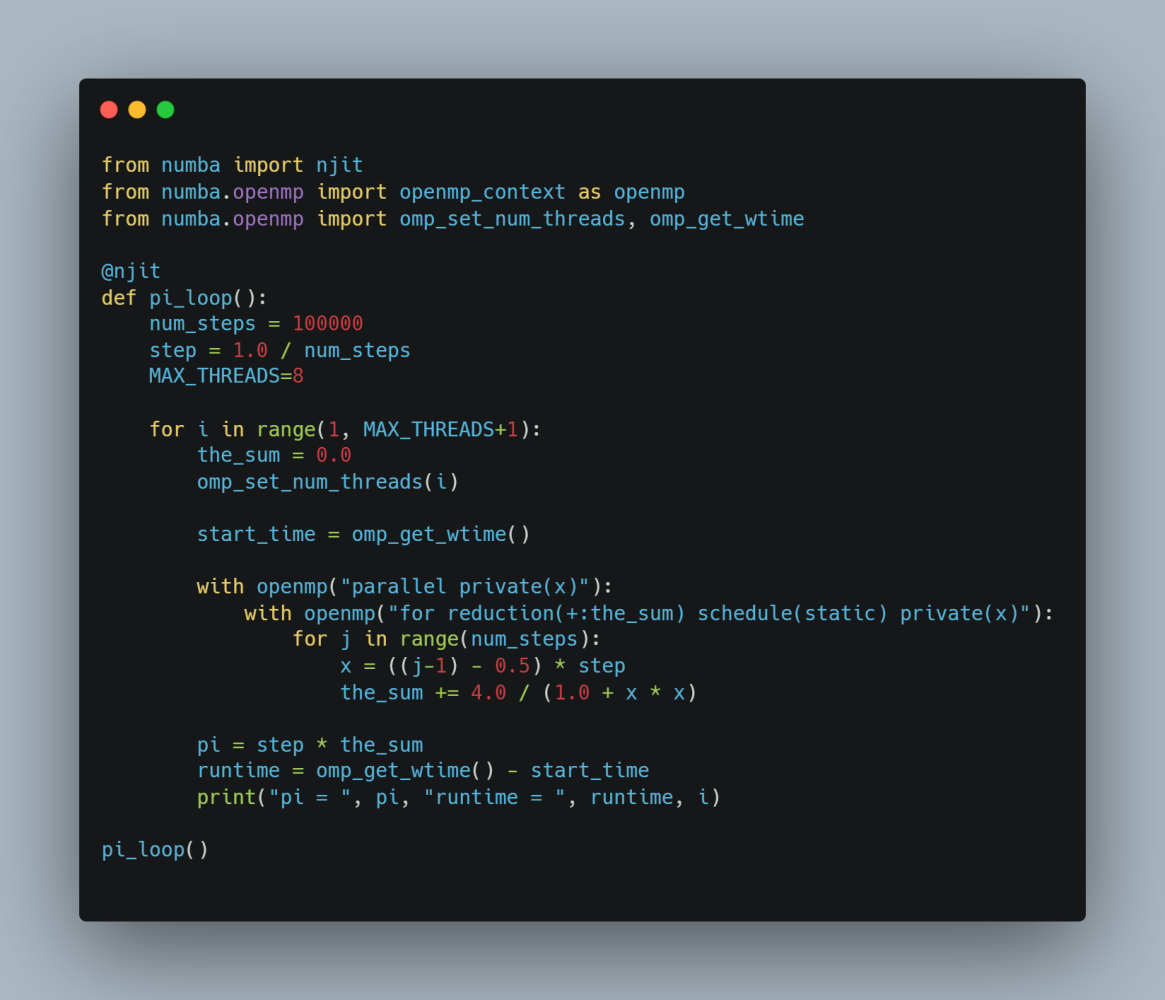 from numba import njit
from numba.openmp import openmp_context as openmp
from numba.openmp import omp_set_num_threads, omp_get_wtime

@njit
def pi_loop():
    num_steps = 100000
    step = 1.0 / num_steps
    MAX_THREADS=8

    for i in range(1, MAX_THREADS+1):
        the_sum = 0.0
        omp_set_num_threads(i)

        start_time = omp_get_wtime()

        with openmp("parallel private(x)"):
            with openmp("for reduction(+:the_sum) schedule(static) private(x)"):
                for j in range(num_steps):
                    x = ((j-1) - 0.5) * step
                    the_sum += 4.0 / (1.0 + x * x)

        pi = step * the_sum
        runtime = omp_get_wtime() - start_time
        print("pi = ", pi, "runtime = ", runtime, i)

pi_loop()